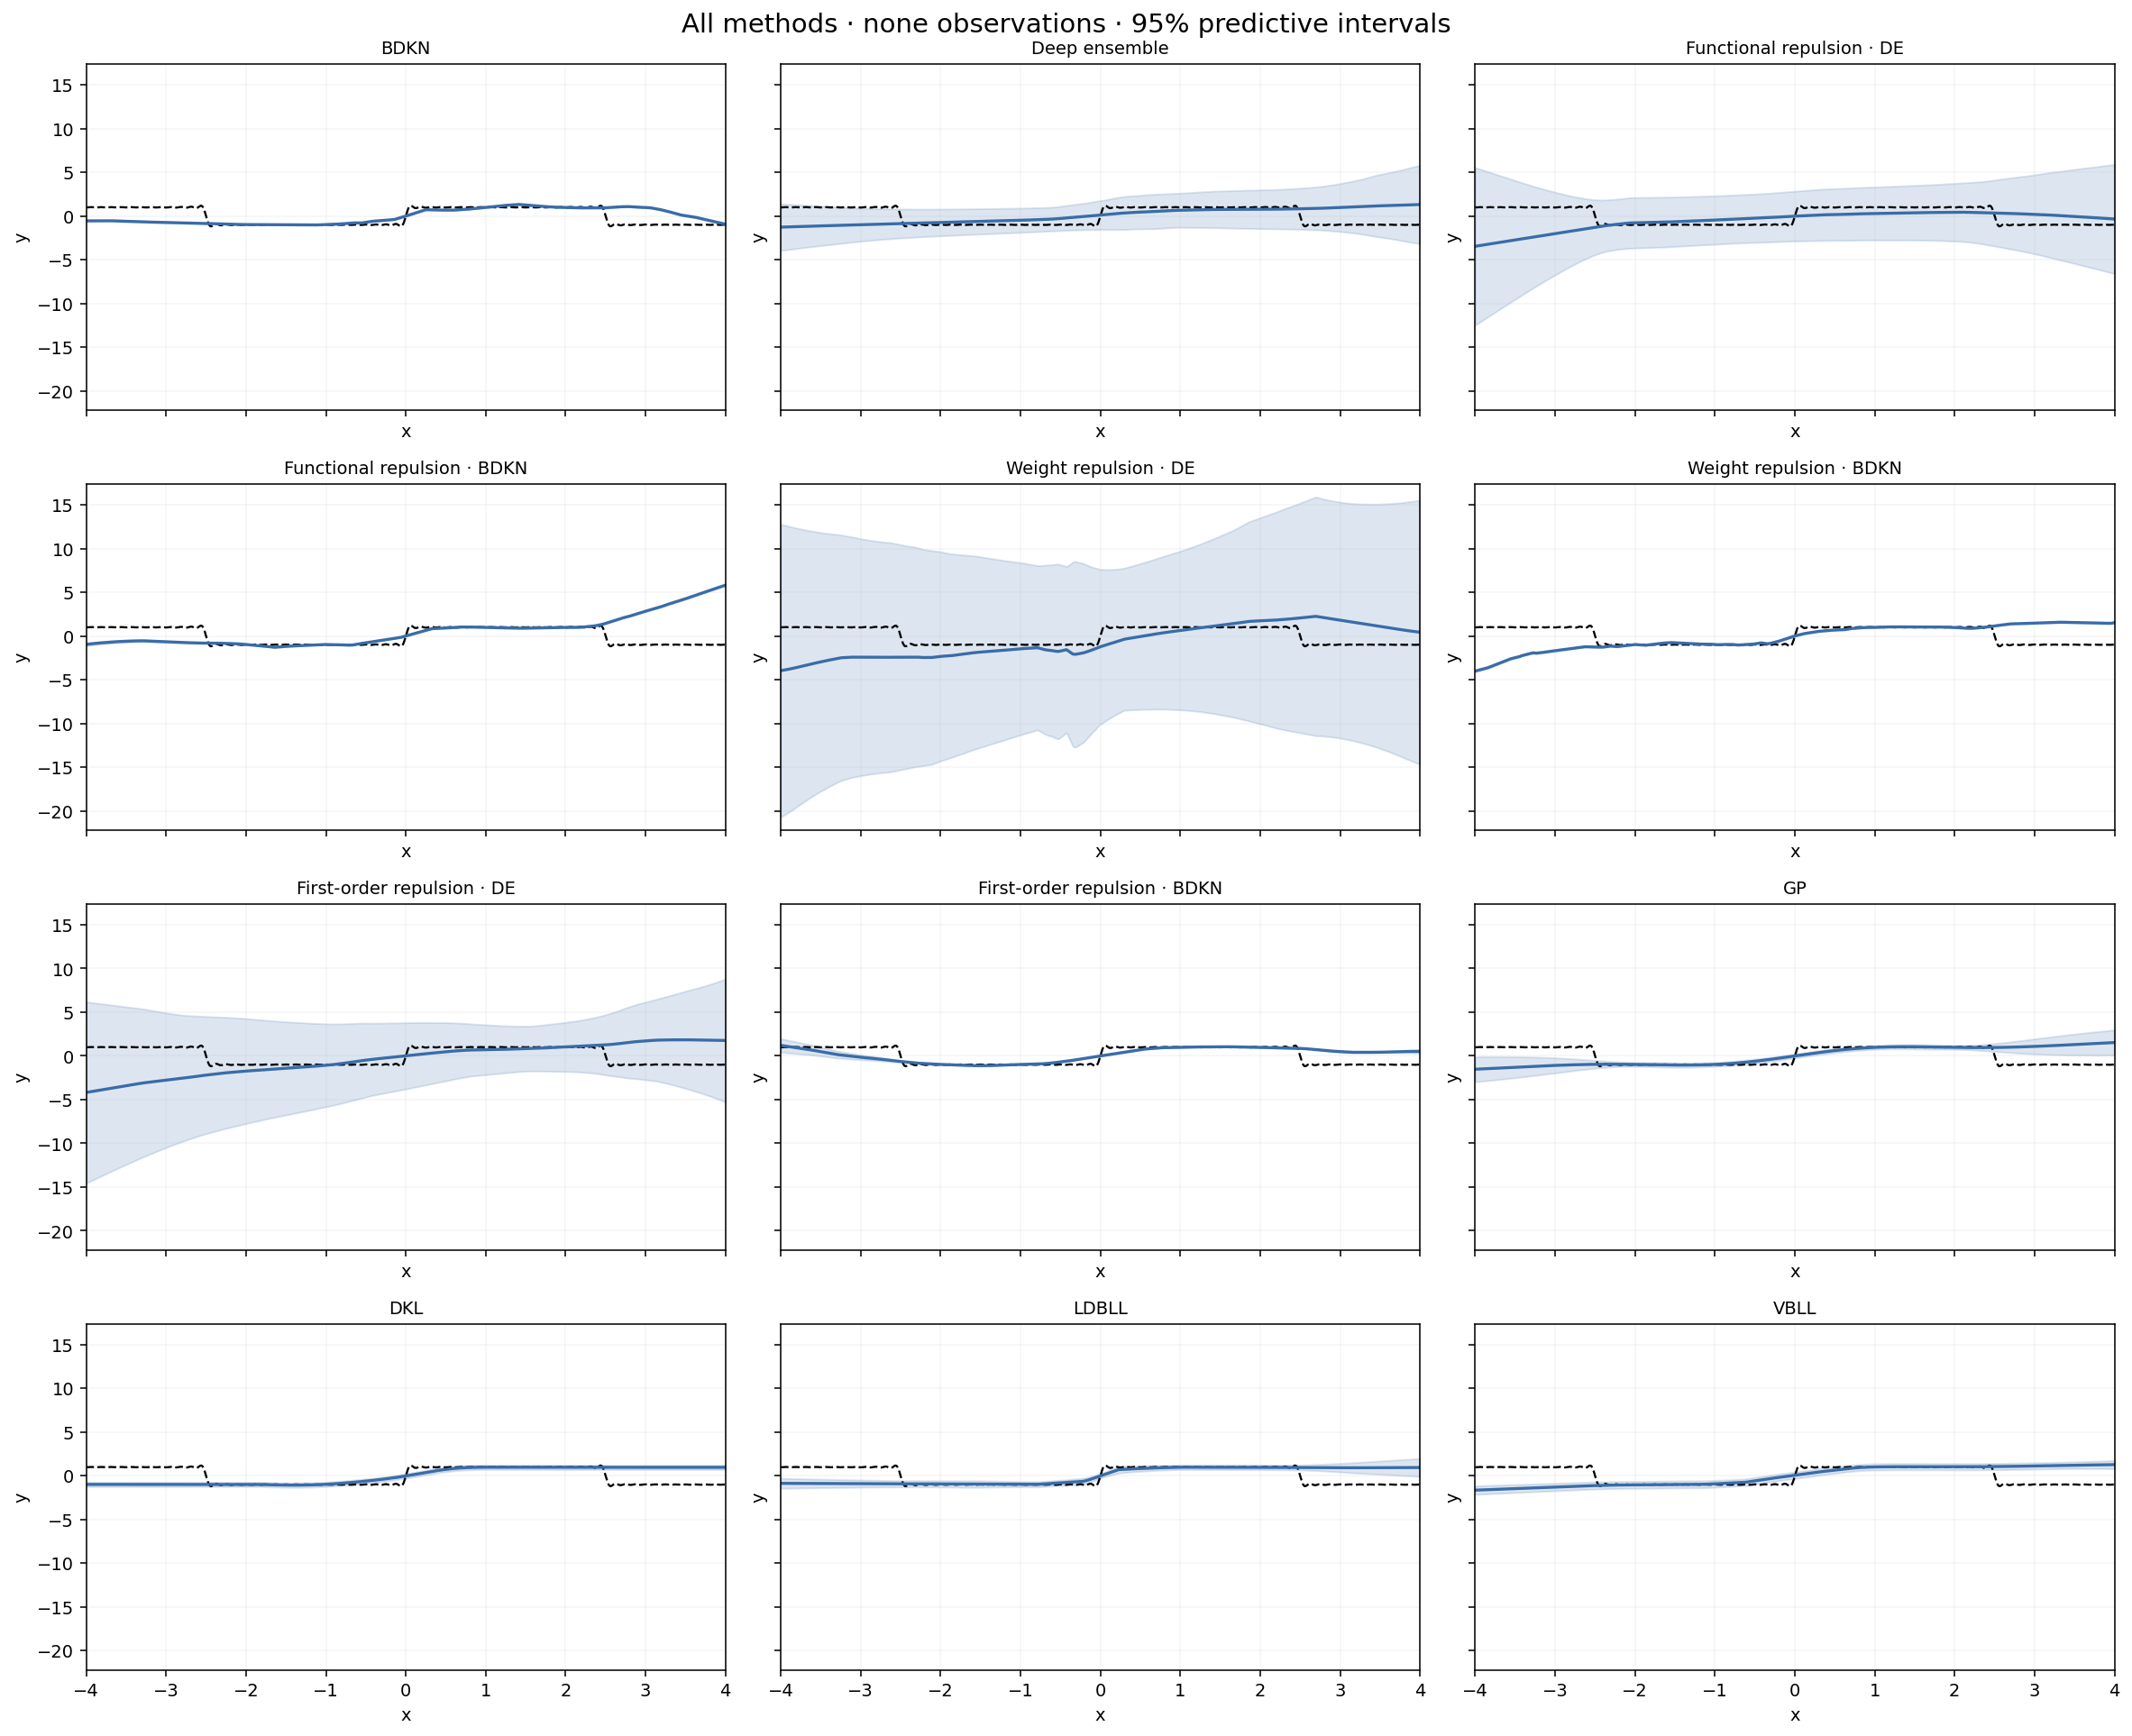 All methods · none observations · 95% predictive intervals
BDKN
Deep ensemble
Functional repulsion · DE
15
10
5
0
−5
−10
−15
−20
y
y
y
x
x
x
Functional repulsion · BDKN
Weight repulsion · DE
Weight repulsion · BDKN
15
10
5
0
−5
−10
−15
−20
y
y
y
x
x
x
First-order repulsion · DE
First-order repulsion · BDKN
GP
15
10
5
0
−5
−10
−15
−20
y
y
y
x
x
x
DKL
LDBLL
VBLL
15
10
5
0
−5
−10
−15
−20
y
y
y
−4 −3 −2 −1 0 1 2 3 4
−4 −3 −2 −1 0 1 2 3 4
−4 −3 −2 −1 0 1 2 3 4
x
x
x